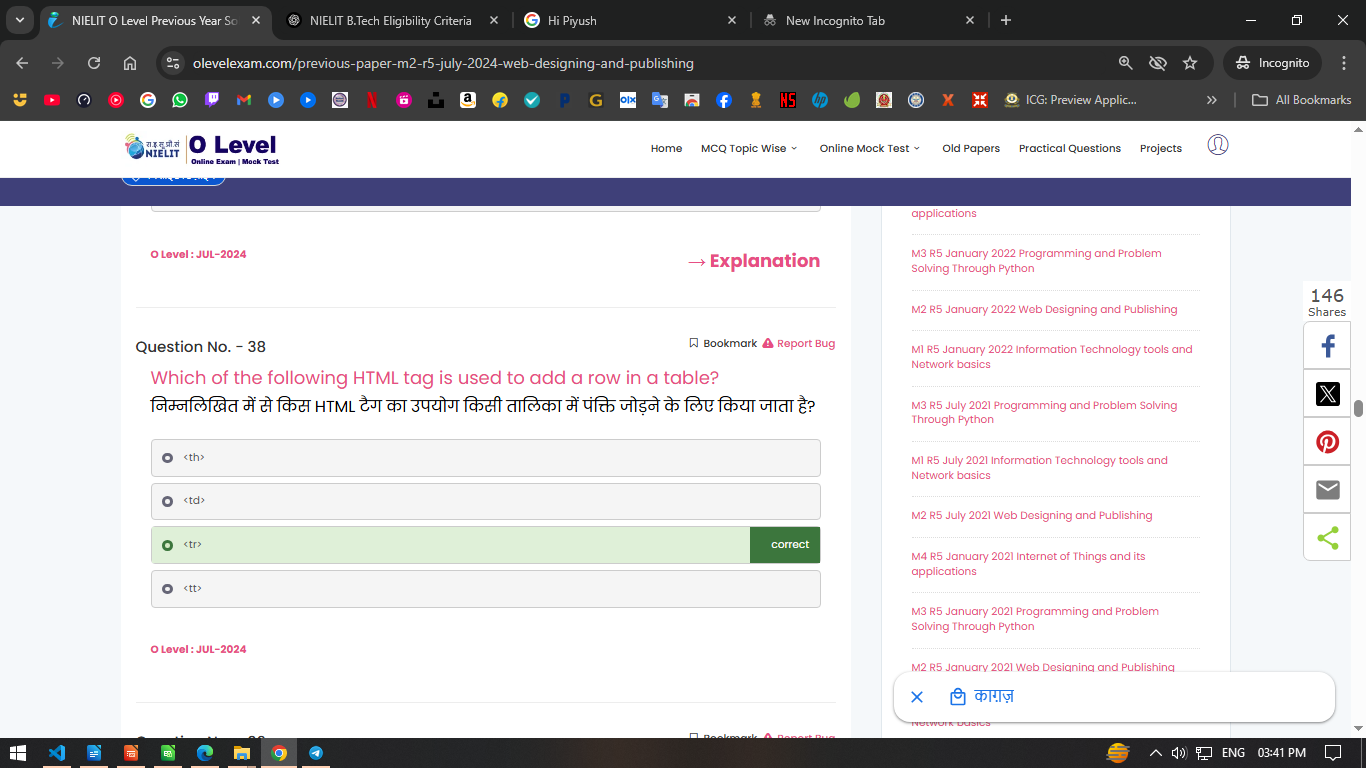 NIELIT O Level Previous Year So
NIELIT B.Tech Eligibility Criteria
Hi Piyush
New Incognito Tab
olevelexam.com/previous-paper-m2-r5-july-2024-web-designing-and-publishing
Incognito
ICG: Preview Applic...
All Bookmarks
रा.इ.सू.प्रौ.सं
NIELIT
O Level
Online Exam | Mock Test
Home
MCQ Topic Wise
Online Mock Test
Old Papers
Practical Questions
Projects
O Level : JUL-2024
→ Explanation
Question No. - 38
Bookmark
Report Bug
Which of the following HTML tag is used to add a row in a table?
निम्नलिखित में से किस HTML टैग का उपयोग किसी तालिका में पंक्ति जोड़ने के लिए किया जाता है?
<th>
<td>
<tr>
correct
<tt>
O Level : JUL-2024
Bookmark
Report Bug
applications
M3 R5 January 2022 Programming and Problem
Solving Through Python
M2 R5 January 2022 Web Designing and Publishing
M1 R5 January 2022 Information Technology tools and
Network basics
M3 R5 July 2021 Programming and Problem Solving
Through Python
M1 R5 July 2021 Information Technology tools and
Network basics
M2 R5 July 2021 Web Designing and Publishing
M4 R5 January 2021 Internet of Things and its
applications
M3 R5 January 2021 Programming and Problem
Solving Through Python
M2 R5 January 2021 Web Designing and Publishing
Network basics
146
Shares
काग़ज़
ENG
03:41 PM